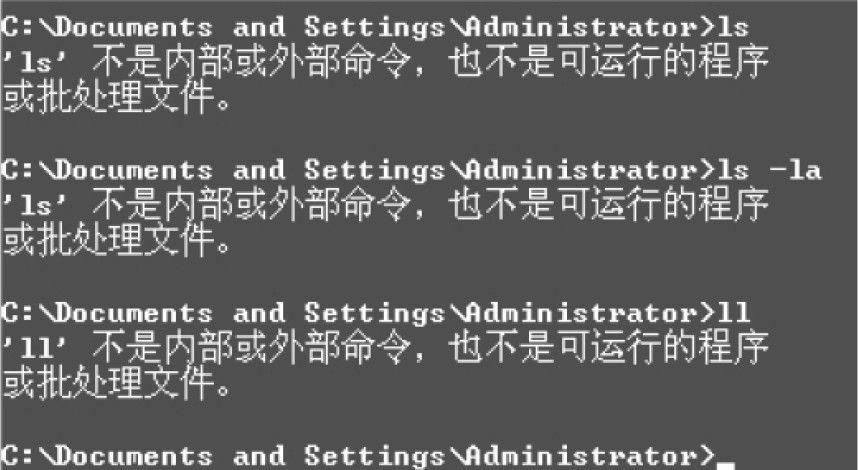 C:\Documents and Settings\Administrator>ls
'ls' 不是内部或外部命令，也不是可运行的程序
或批处理文件。
C:\Documents and Settings\Administrator>ls -la
'ls' 不是内部或外部命令，也不是可运行的程序
或批处理文件。
C:\Documents and Settings\Administrator>ll
'll' 不是内部或外部命令，也不是可运行的程序
或批处理文件。
C:\Documents and Settings\Administrator>_